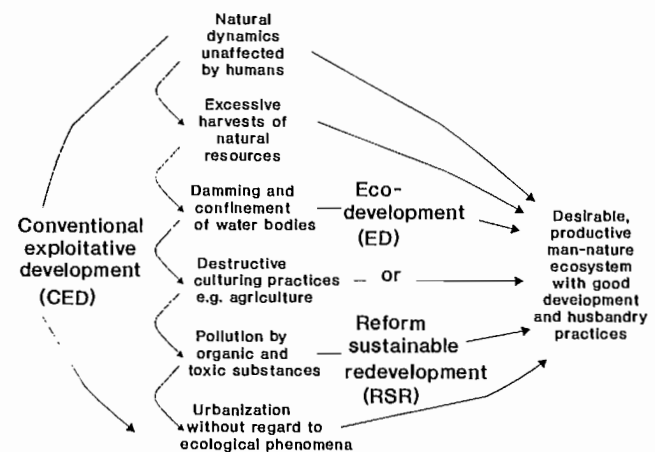 Natural
dynamics
unaffected
by humans
Excessive
harvests of
natural
resources
Damming and
confinement
of water bodies
Destructive
culturing practices
e.g. agriculture
Pollution by
organic and
toxic substances
Urbanization
without regard to
ecological phenomena
Conventional
exploitative
development
(CED)
Eco-
development
(ED)
or
Reform
sustainable
redevelopment
(RSR)
Desirable,
productive
man-nature
ecosystem
with good
development
and husbandry
practices